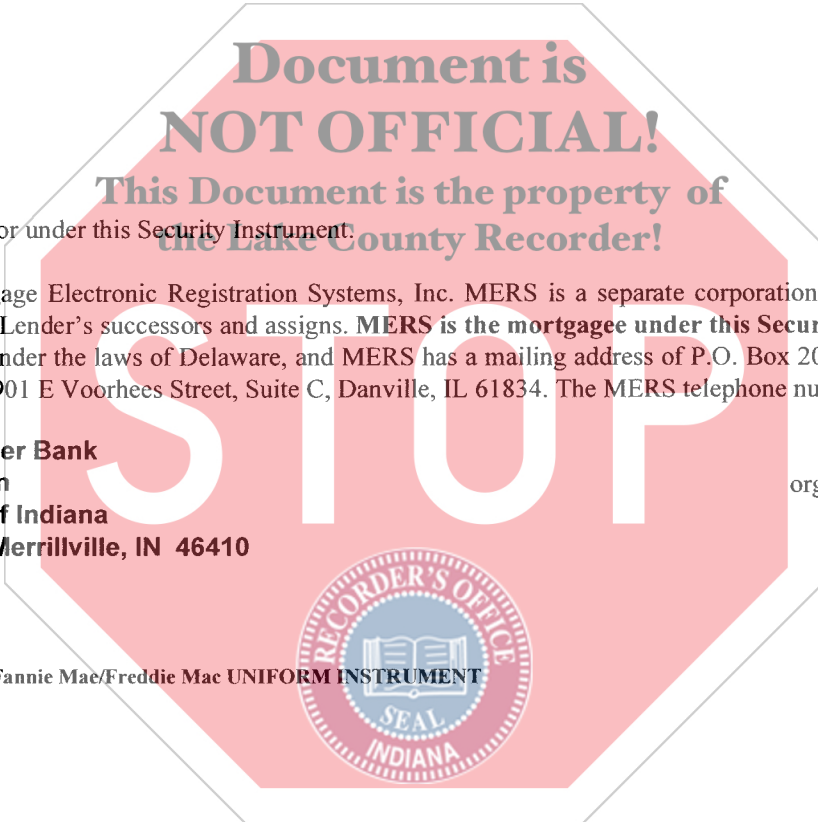 Document is
NOT OFFICIAL!
This Document is the property of
or under this Security Instrument.
the Lake County Recorder!
age Electronic Registration Systems, Inc. MERS is a separate corporation
Lender's successors and assigns. MERS is the mortgagee under this Secur
nder the laws of Delaware, and MERS has a mailing address of P.O. Box 20
901 E Voorhees Street, Suite C, Danville, IL 61834. The MERS telephone nu
STOP
er Bank
n
org
f Indiana
Merrillville, IN 46410
RECORDER'S OFFICE
Fannie Mae/Freddie Mac UNIFORM INSTRUMENT
SEAL
INDIANA